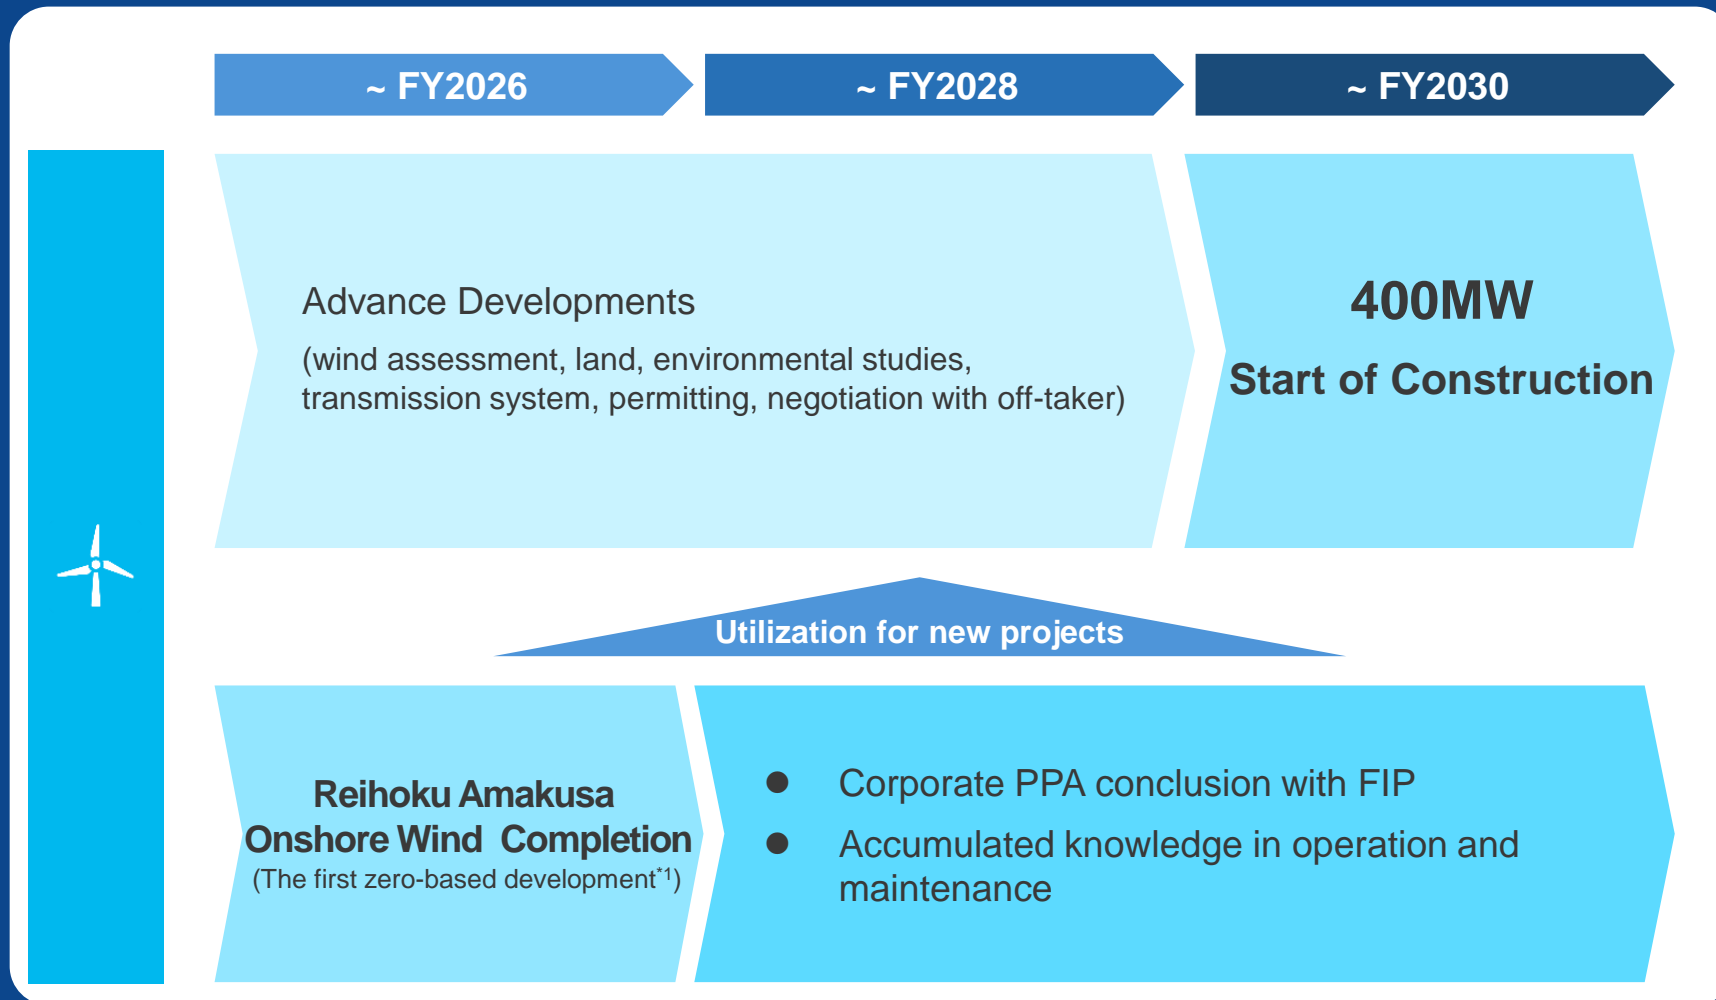 ~ FY2026
~ FY2028
~ FY2030
Advance Developments
(wind assessment, land, environmental studies,
transmission system, permitting, negotiation with off-taker)
400MW
Start of Construction
Utilization for new projects
Reihoku Amakusa
Onshore Wind Completion
(The first zero-based development*1)
● Corporate PPA conclusion with FIP
● Accumulated knowledge in operation and
maintenance